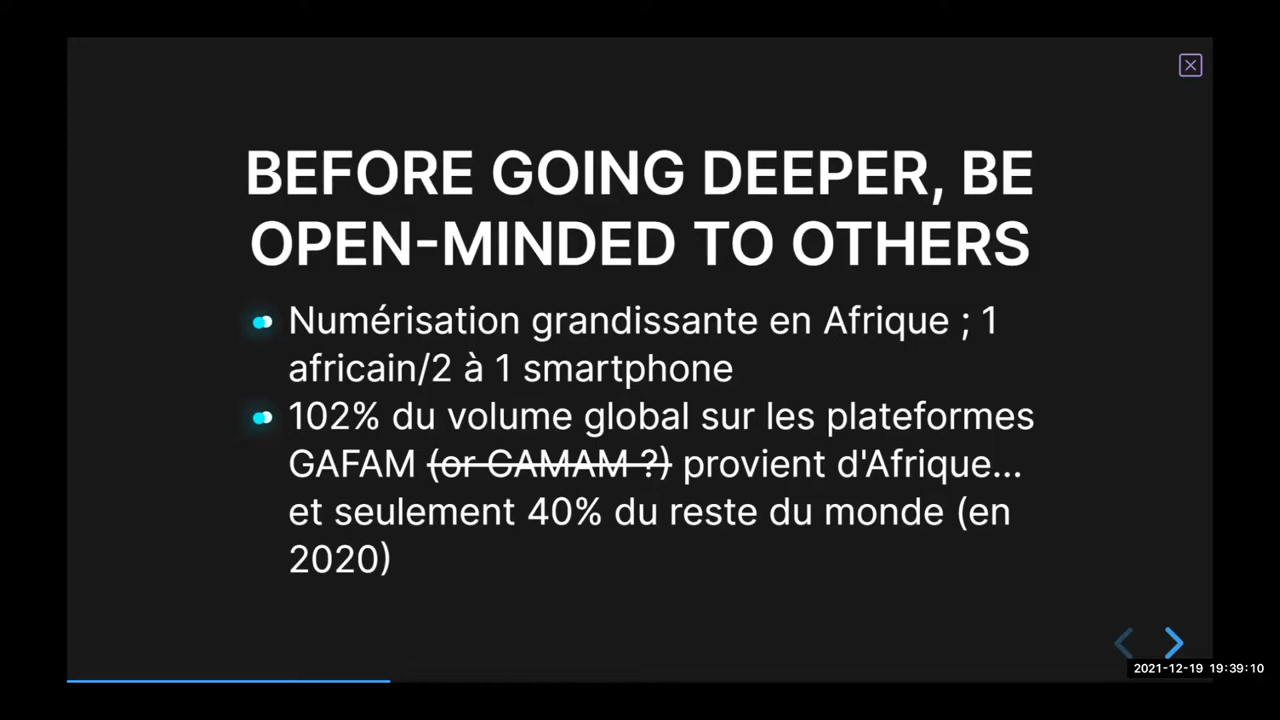 BEFORE GOING DEEPER, BE
OPEN-MINDED TO OTHERS
Numérisation grandissante en Afrique ; 1
africain/2 à 1 smartphone
102% du volume global sur les plateformes
GAFAM (or GAMAM ?) provient d'Afrique...
et seulement 40% du reste du monde (en
2020)
2021-12-19 19:39:10